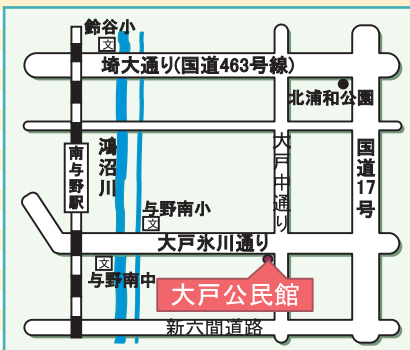 鈴谷小
文
埼大通り(国道463号線)
北浦和公園
南与野駅
鴻沼川
大戸中通り
国道17号
与野南小
文
大戸氷川通り
文
与野南中
大戸公民館
新六間道路